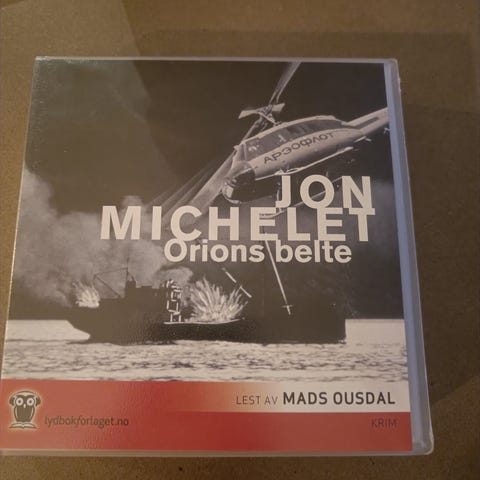 АЭРОФЛОТ
JON
MICHELET
Orions belte
LEST AV MADS OUSDAL
lydbokforlaget.no
KRIM